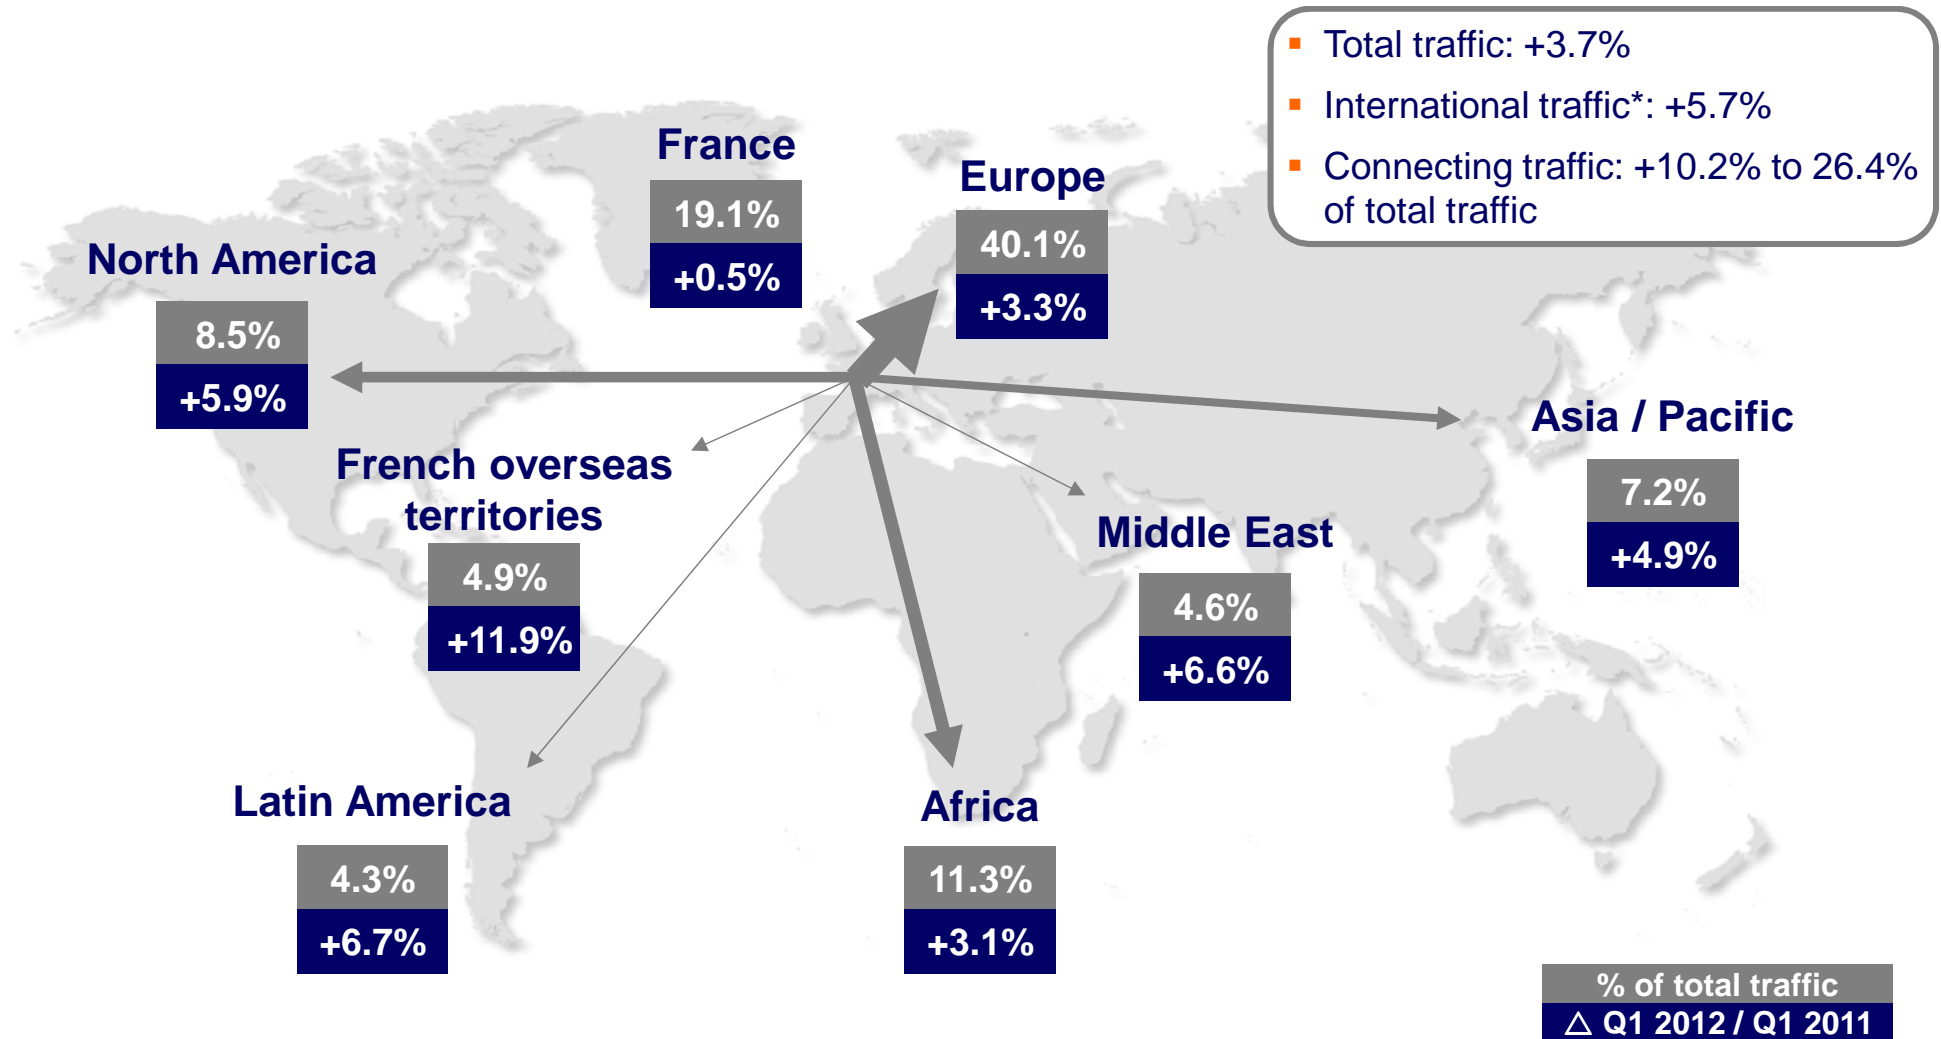 Total traffic: +3.7%
International traffic*: +5.7%
Connecting traffic: +10.2% to 26.4%
of total traffic
France
19.1%
+0.5%
Europe
40.1%
+3.3%
North America
8.5%
+5.9%
Asia / Pacific
7.2%
+4.9%
French overseas
territories
4.9%
+11.9%
Middle East
4.6%
+6.6%
Latin America
4.3%
+6.7%
Africa
11.3%
+3.1%
% of total traffic
△ Q1 2012 / Q1 2011